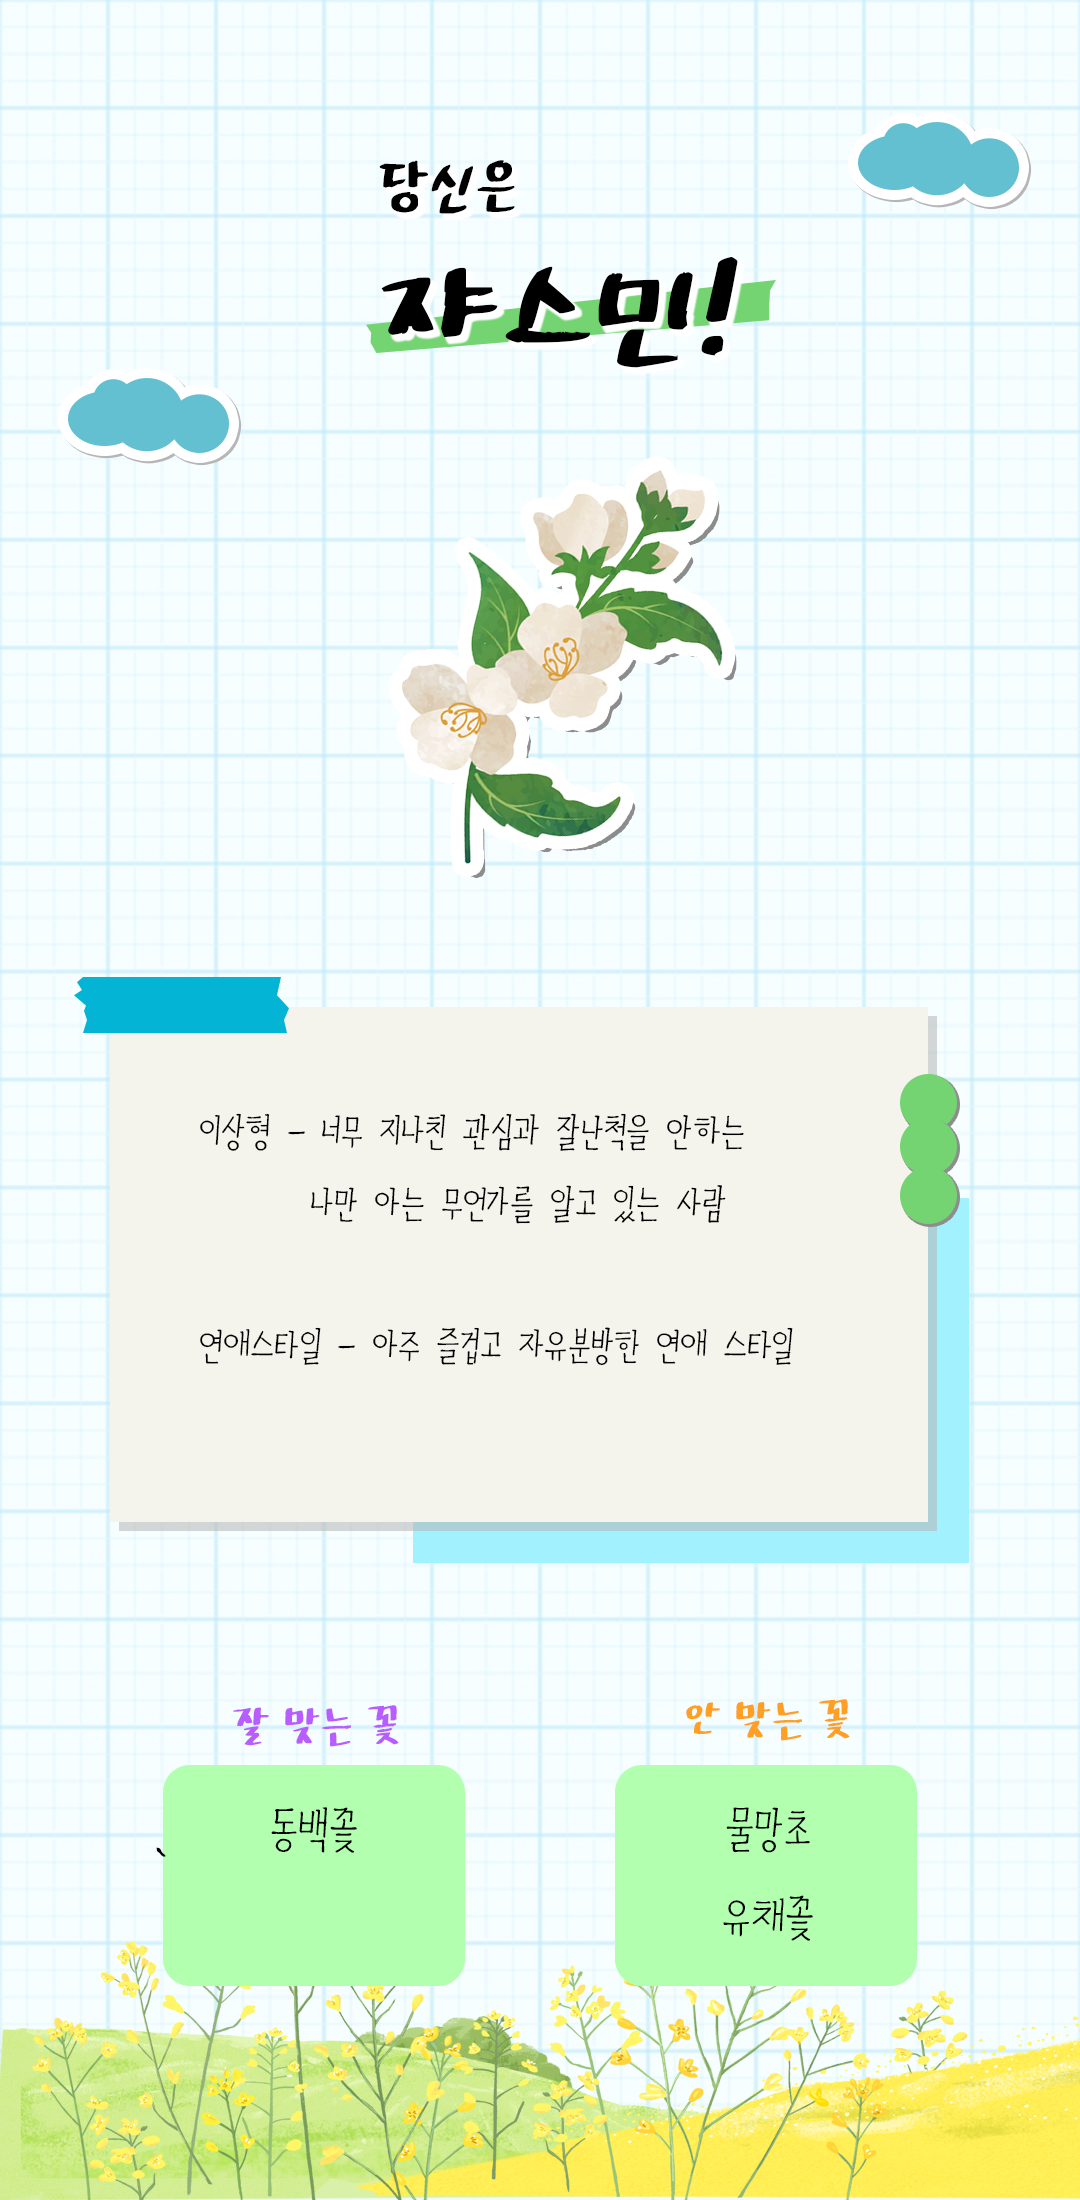 당신은
쟈스민!
이상형 - 너무 지나친 관심과 잘난척을 안하는
나만 아는 무언가를 알고 있는 사람
연애스타일 - 아주 즐겁고 자유분방한 연애 스타일
잘 맞는 꽃
안 맞는 꽃
동백꽃
물망초
유채꽃